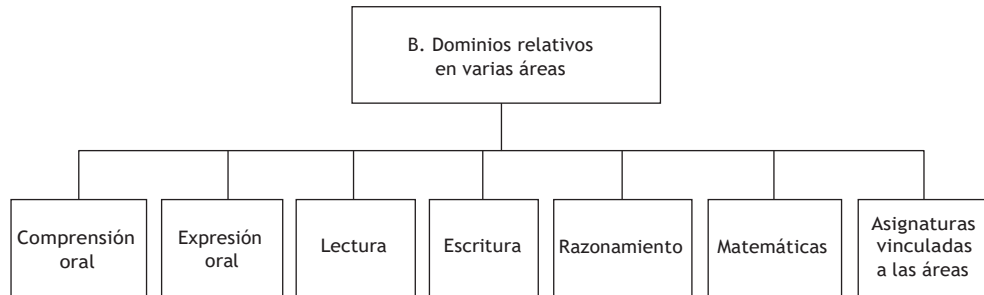 B. Dominios relativos
en varias áreas
Comprensión
oral
Expresión
oral
Lectura
Escritura
Razonamiento
Matemáticas
Asignaturas
vinculadas
a las áreas